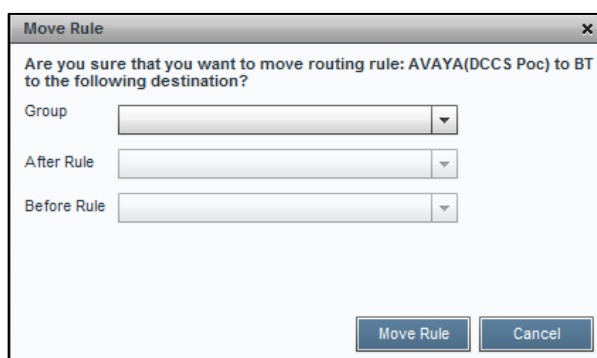 Move Rule
Are you sure that you want to move routing rule: AVAYA(DCCS Poc) to BT
to the following destination?
Group
After Rule
Before Rule
Move Rule Cancel